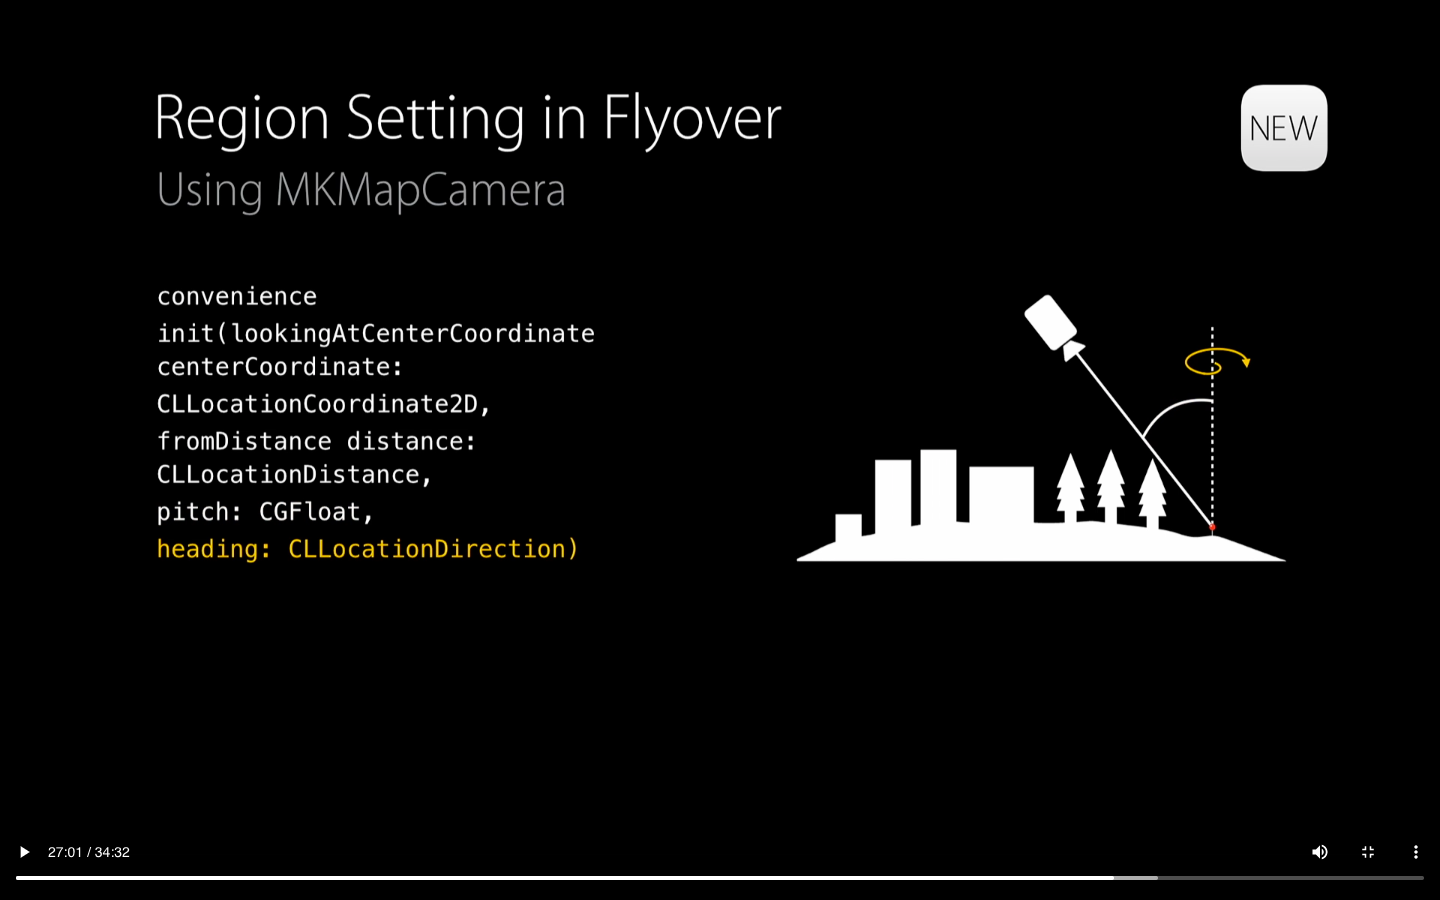 Region Setting in Flyover
NEW
Using MKMapCamera
convenience
init(lookingAtCenterCoordinate
centerCoordinate:
CLLocationCoordinate2D,
fromDistance distance:
CLLocationDistance,
pitch: CGFloat,
heading: CLLocationDirection)
27:01 / 34:32